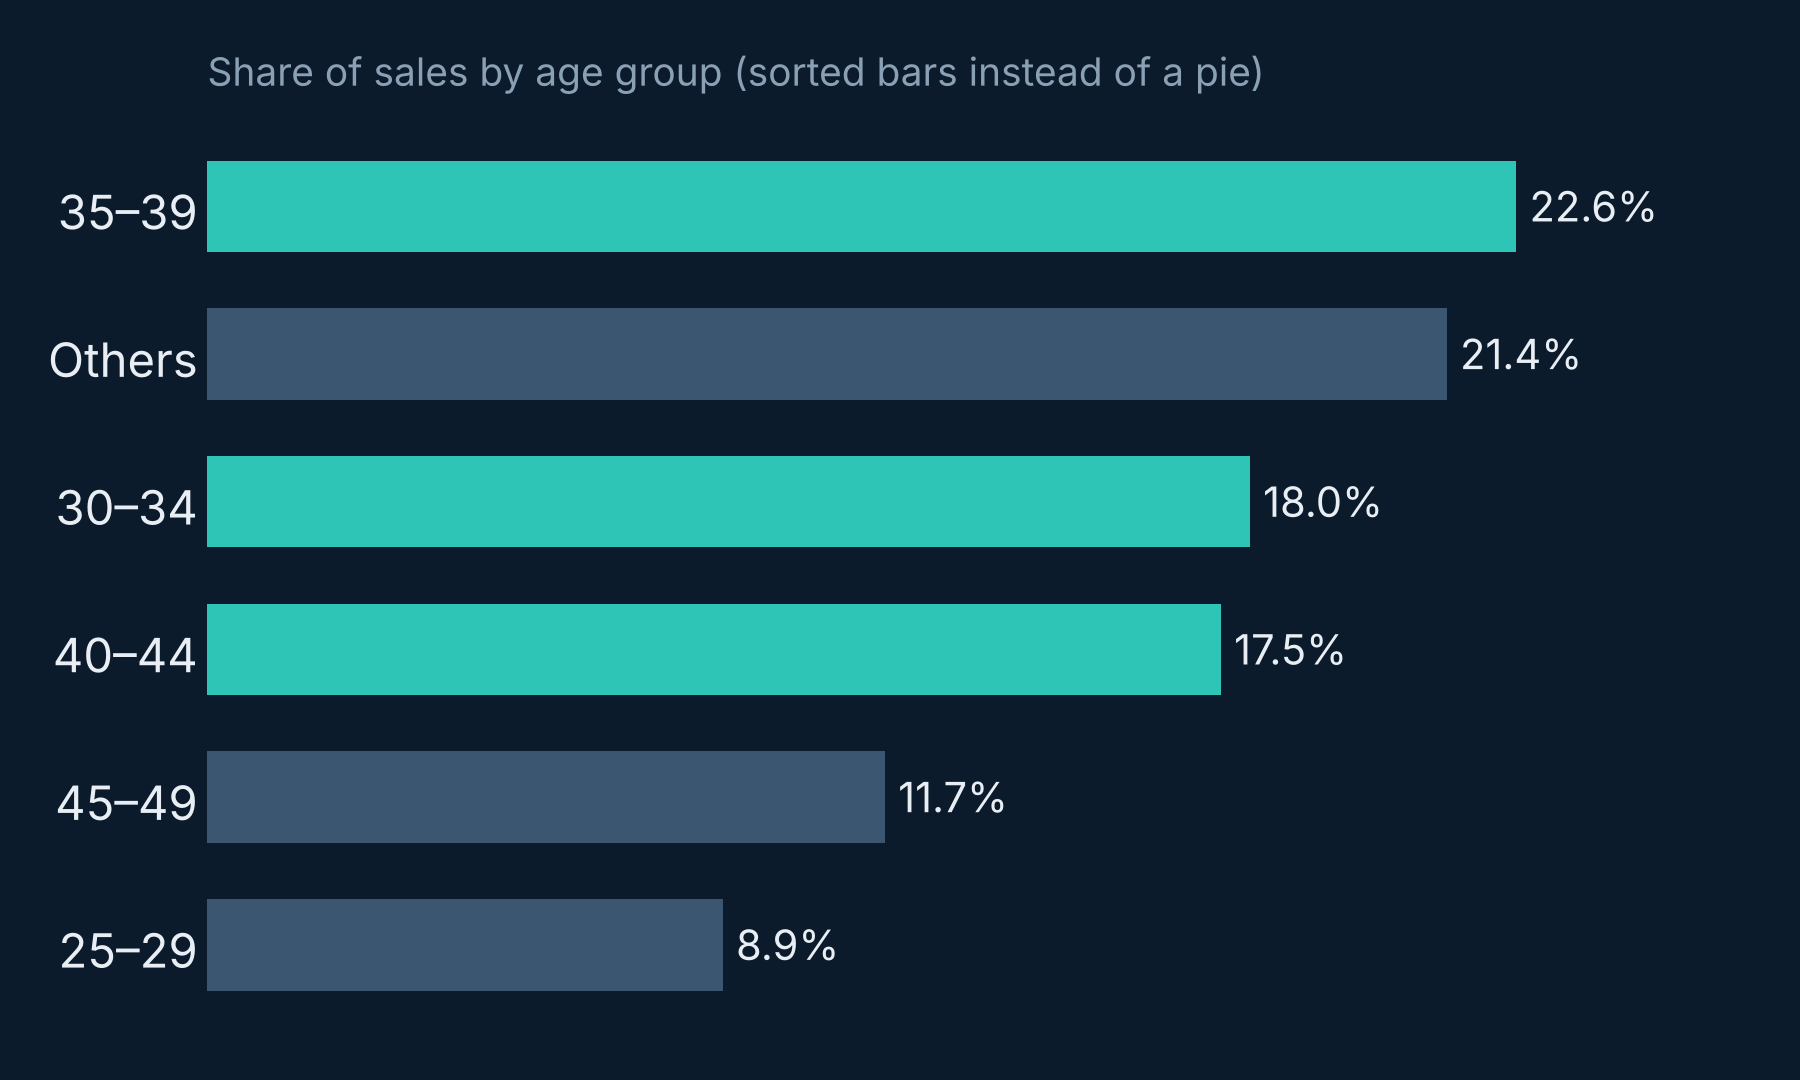 Share of sales by age group (sorted bars instead of a pie)
35–39 22.6%
Others 21.4%
30–34 18.0%
40–44 17.5%
45–49 11.7%
25–29 8.9%